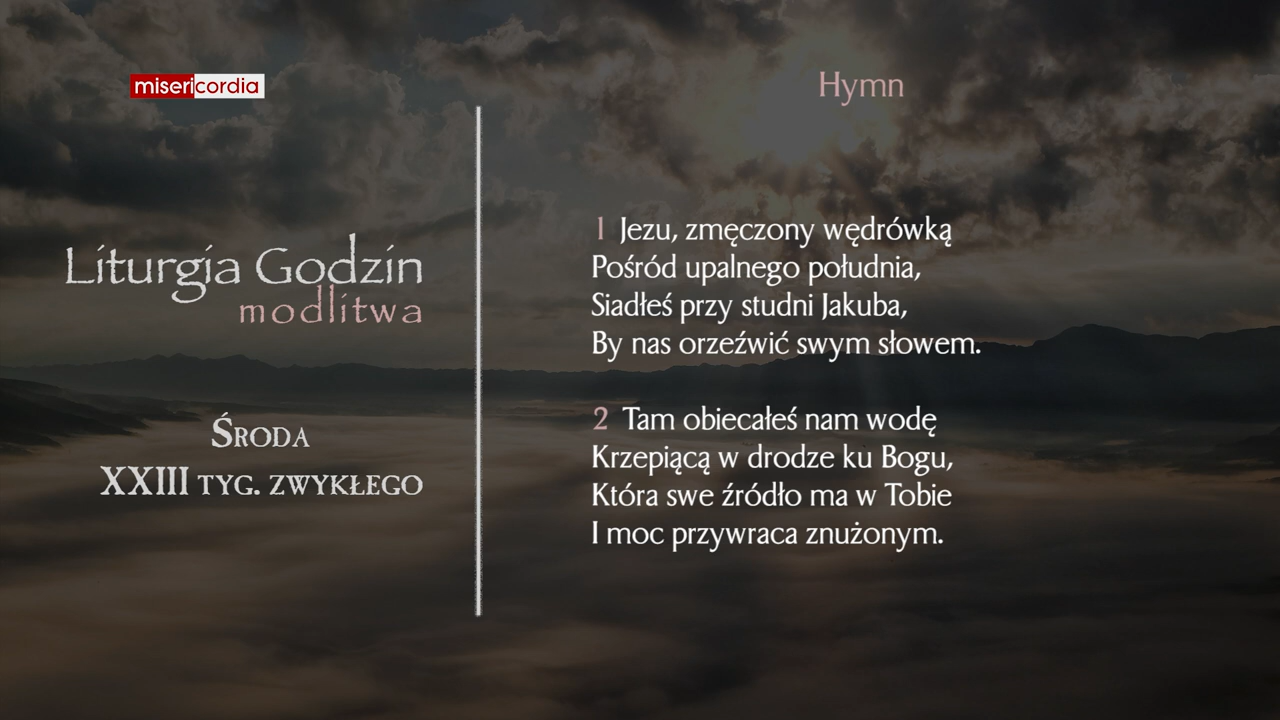 misericordia
Liturgia Godzin
modlitwa
Środa
XXIII tyg. zwykłego
Hymn
1 Jezu, zmęczony wędrówką
Pośród upalnego południa,
Siadłeś przy studni Jakuba,
By nas orzeźwić swym słowem.
2 Tam obiecałeś nam wodę
Krzepiącą w drodze ku Bogu,
Która swe źródło ma w Tobie
I moc przywraca znużonym.